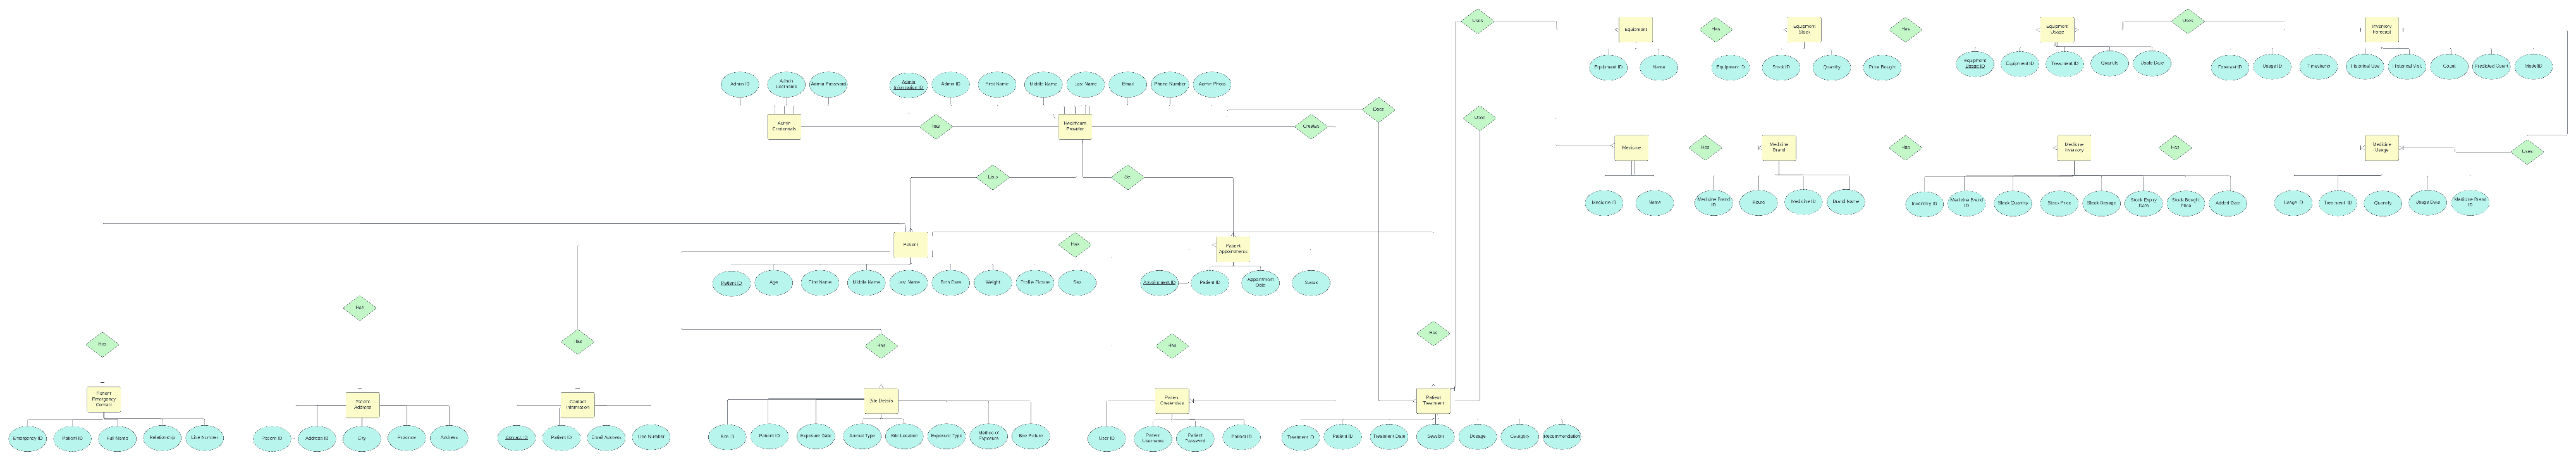 Uses
Equipment
Has
Equipment
Stock
Has
Equipment
Usage
Uses
Inventory
Forecast
Equipment ID
Name
Equipment ID
Stock ID
Quantity
Price Bought
Equipment
Usage ID
Equipment ID
Treatment ID
Quantity
Usage Date
Forecast ID
Usage ID
Timestamp
Historical Use
Historical Visit
Count
Predicted Count
Model ID
Admin ID
Admin
Username
Admin Password
Admin
Information ID
Admin ID
First Name
Middle Name
Last Name
Email
Phone Number
Admin Photo
Admin
Credentials
Has
Healthcare
Provider
Creates
Does
Uses
Medicine
Has
Medicine
Brand
Has
Medicine
Inventory
Has
Medicine
Usage
Uses
Medicine ID
Name
Medicine Brand
ID
Route
Medicine ID
Brand Name
Inventory ID
Medicine Brand
ID
Stock Quantity
Stock Price
Stock Dosage
Stock Expiry
Date
Stock Bought
Price
Added Date
Usage ID
Treatment ID
Quantity
Usage Date
Medicine Brand
ID
Set
Patient
Has
Patient
Appointments
Patient ID
Age
First Name
Middle Name
Last Name
Birth Date
Weight
Profile Picture
Sex
Appointment ID
Patient ID
Appointment
Date
Status
Has
Has
Has
Has
Has
Has
Patient
Emergency
Contact
Patient
Address
Contact
Information
Bite Details
Patient
Credentials
Patient
Treatment
Emergency ID
Patient ID
Full Name
Relationship
Line Number
Patient ID
Address ID
City
Province
Address
Contact ID
Patient ID
Email Address
Line Number
Bite ID
Patient ID
Exposure Date
Animal Type
Bite Location
Exposure Type
Method of
Exposure
Bite Picture
User ID
Patient
Username
Patient
Password
Patient ID
Treatment ID
Patient ID
Treatment Date
Session
Dosage
Category
Recommendation